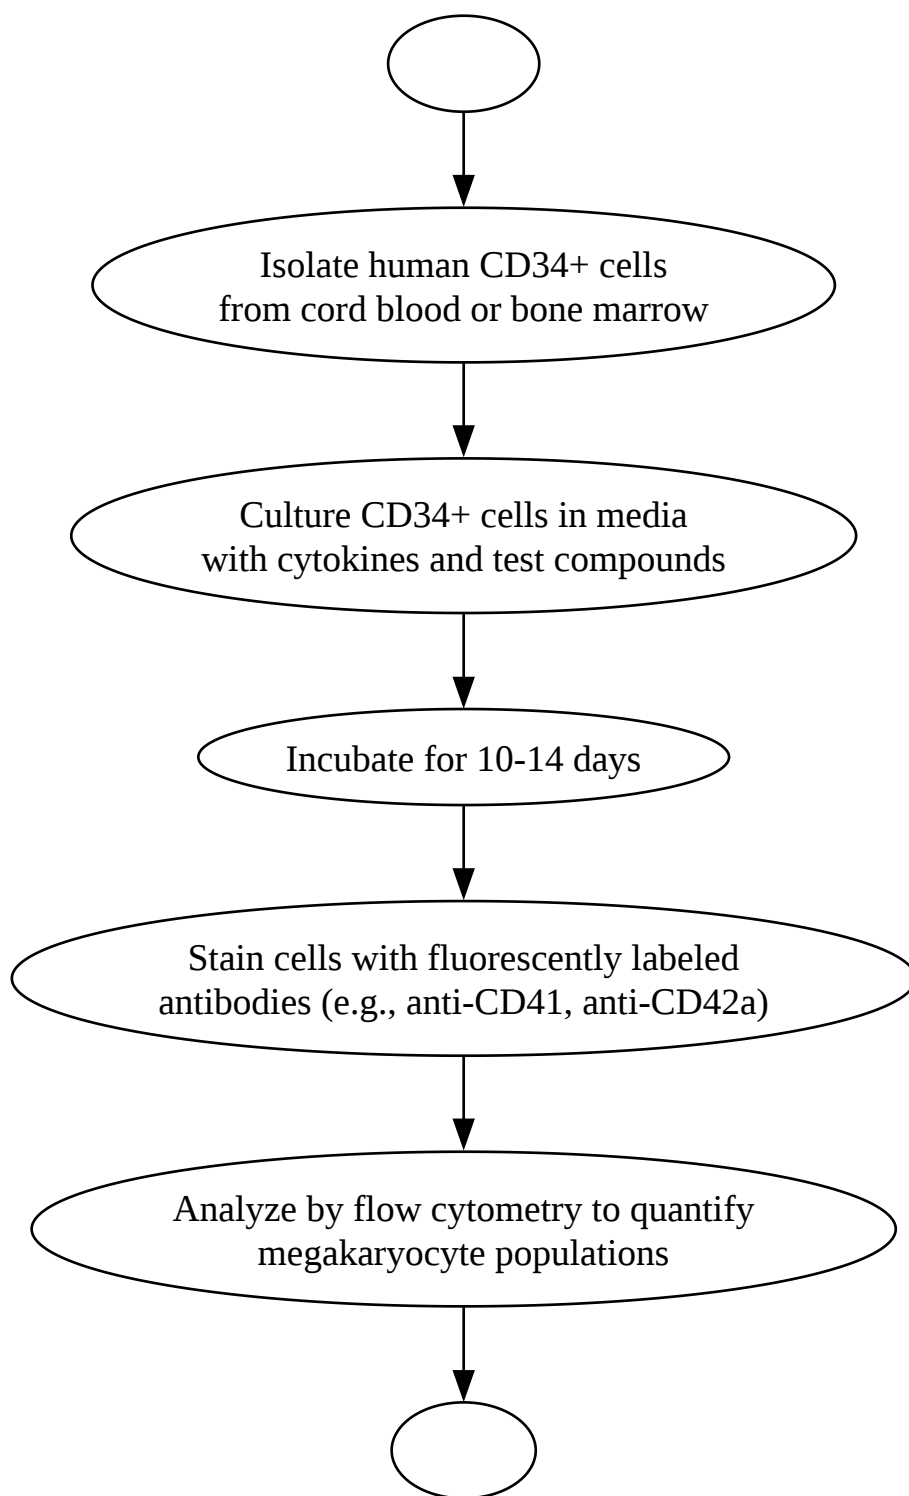 Isolate human CD34+ cells
from cord blood or bone marrow
Culture CD34+ cells in media
with cytokines and test compounds
Incubate for 10-14 days
Stain cells with fluorescently labeled
antibodies (e.g., anti-CD41, anti-CD42a)
Analyze by flow cytometry to quantify
megakaryocyte populations